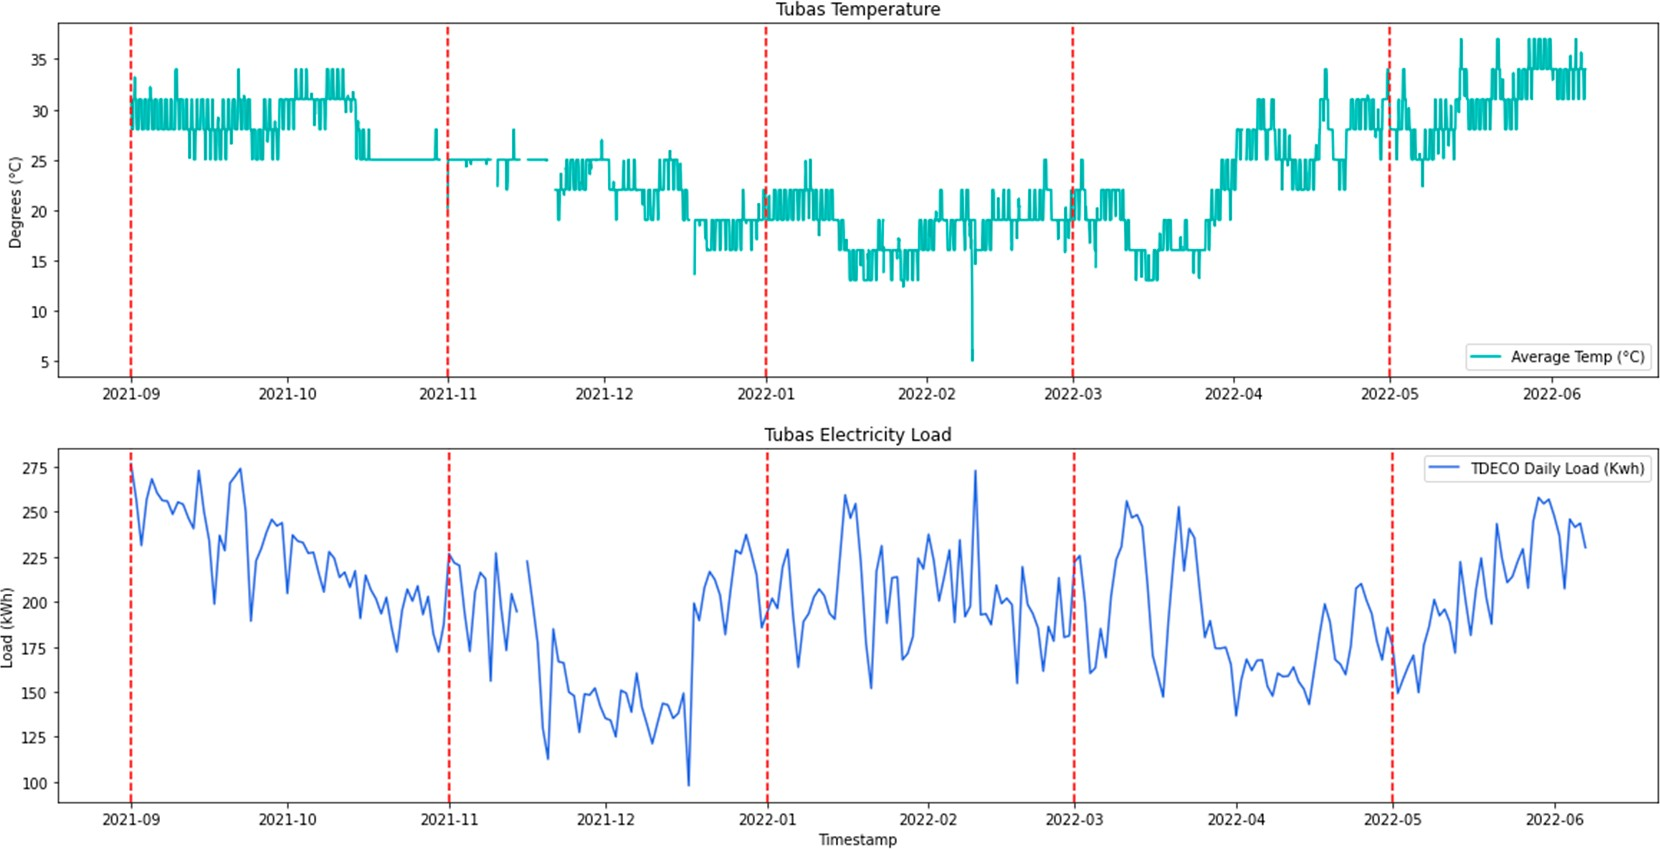 Tubas Temperature
35
30
25
20
15
10
5
Degrees (°C)
Average Temp (°C)
2021-09 2021-10 2021-11 2021-12 2022-01 2022-02 2022-03 2022-04 2022-05 2022-06
Tubas Electricity Load
275
250
225
200
175
150
125
100
Load (kWh)
TDECO Daily Load (Kwh)
2021-09 2021-10 2021-11 2021-12 2022-01 2022-02 2022-03 2022-04 2022-05 2022-06
Timestamp